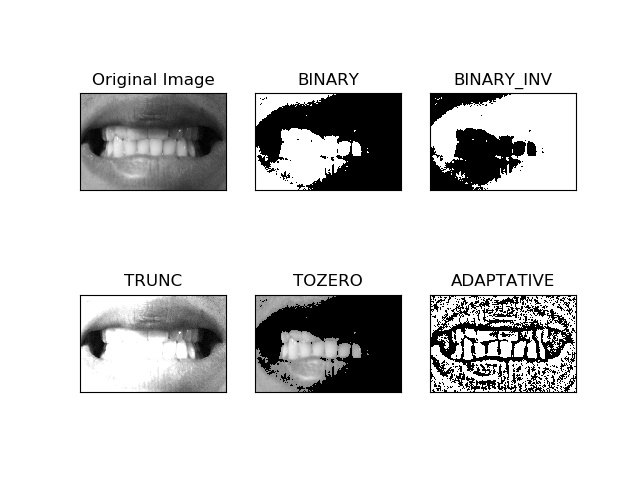 Original Image
BINARY
BINARY_INV
TRUNC
TOZERO
ADAPTATIVE